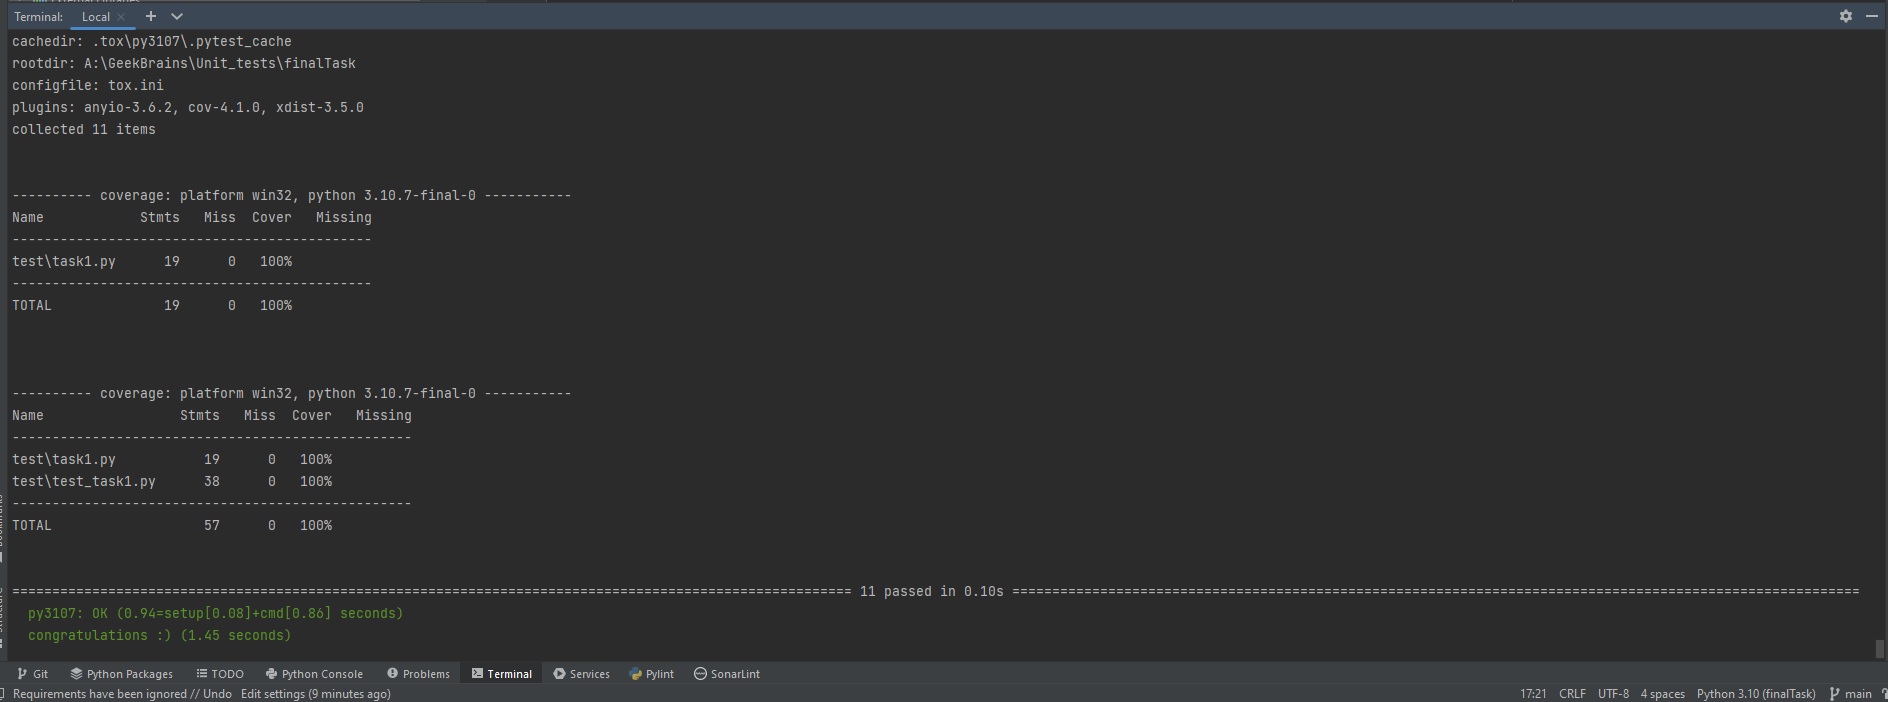 Terminal: Local
cachedir: .tox\py3107\.pytest_cache
rootdir: A:\GeekBrains\Unit_tests\finalTask
configfile: tox.ini
plugins: anyio-3.6.2, cov-4.1.0, xdist-3.5.0
collected 11 items
---------- coverage: platform win32, python 3.10.7-final-0 -----------
Name Stmts Miss Cover Missing
---------------------------------------------
test\task1.py 19 0 100%
---------------------------------------------
TOTAL 19 0 100%
---------- coverage: platform win32, python 3.10.7-final-0 -----------
Name Stmts Miss Cover Missing
--------------------------------------------------
test\task1.py 19 0 100%
test\test_task1.py 38 0 100%
--------------------------------------------------
TOTAL 57 0 100%
========== 11 passed in 0.10s ==========
py3107: OK (0.94=setup[0.08]+cmd[0.86] seconds)
congratulations :) (1.45 seconds)
Git Python Packages TODO Python Console Problems Terminal Services Pylint SonarLint
Requirements have been ignored // Undo Edit settings (9 minutes ago) 17:21 CRLF UTF-8 4 spaces Python 3.10 (finalTask) main